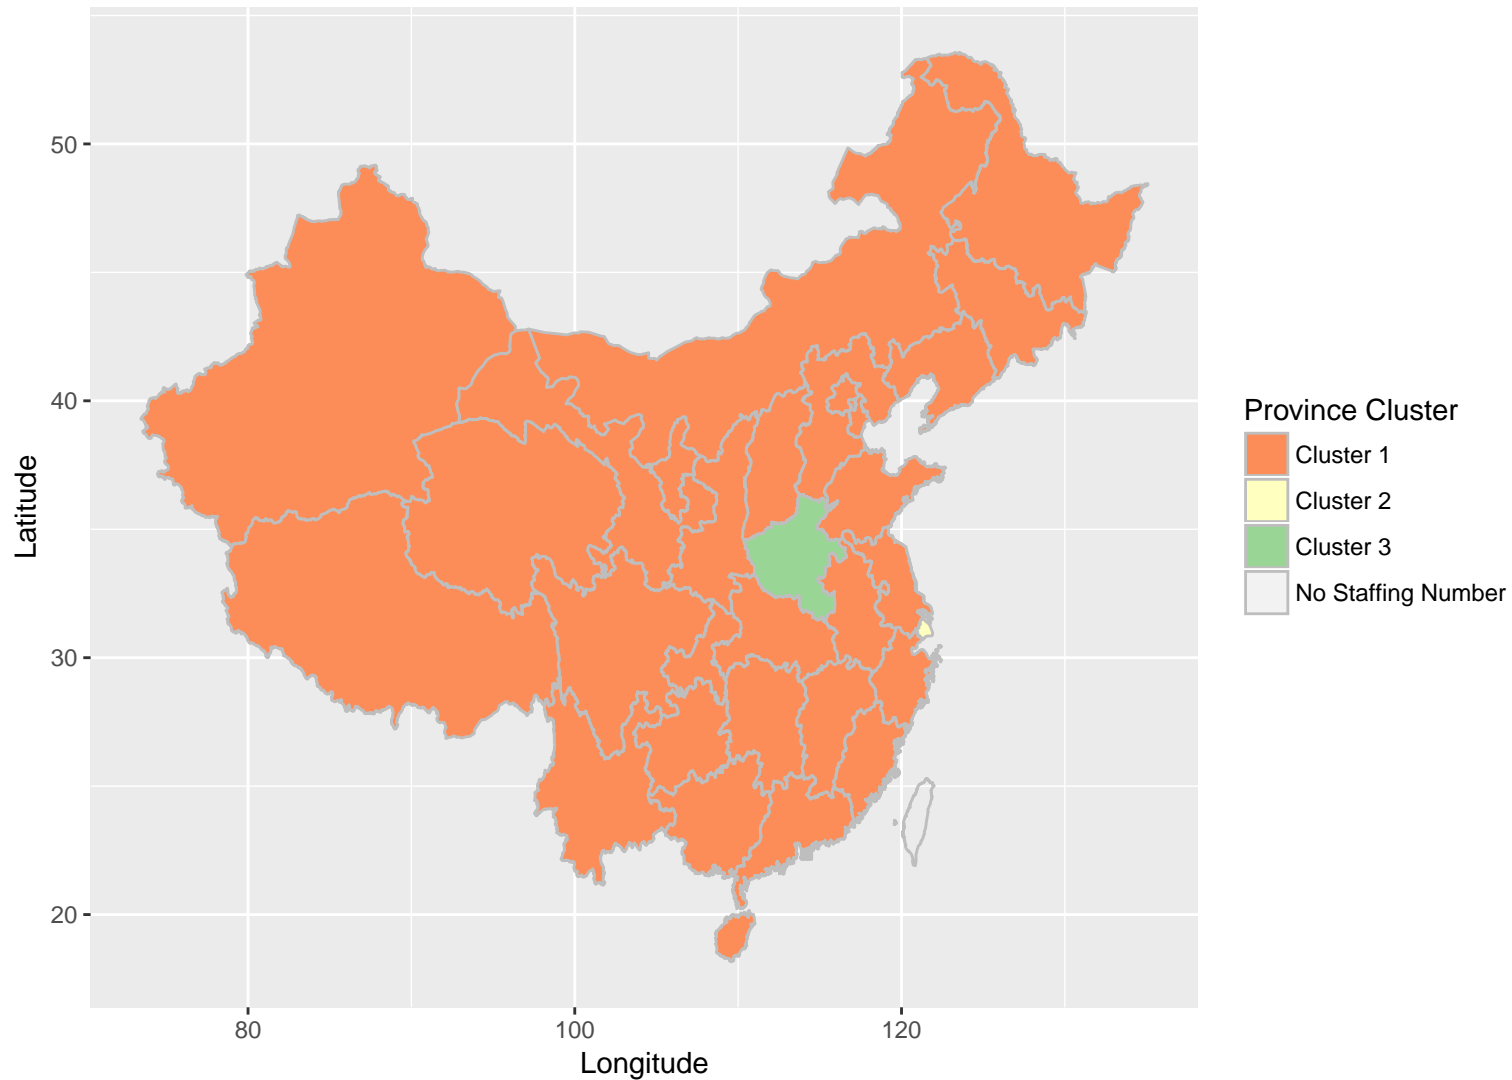 50
40
30
20
Latitude
80
100
120
Longitude
Province Cluster
Cluster 1
Cluster 2
Cluster 3
No Staffing Number